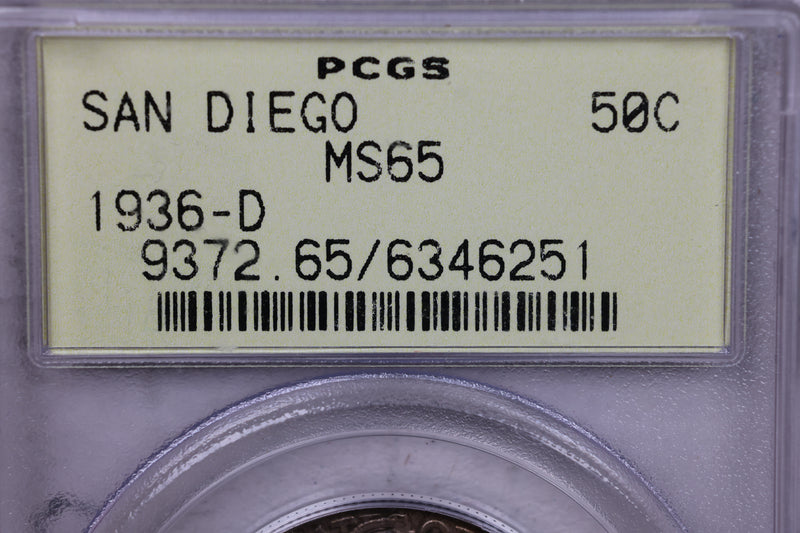 PCGS
SAN DIEGO 50C
MS65
1936-D
9372.65/6346251